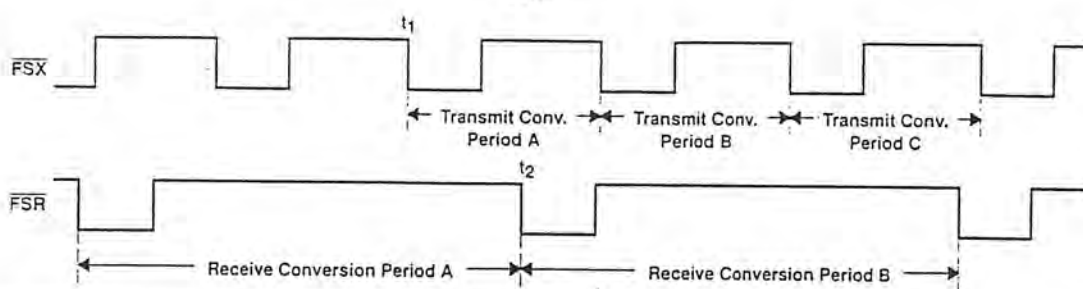 t1
FSX
Transmit Conv. Period A
Transmit Conv. Period B
Transmit Conv. Period C
t2
FSR
Receive Conversion Period A
Receive Conversion Period B